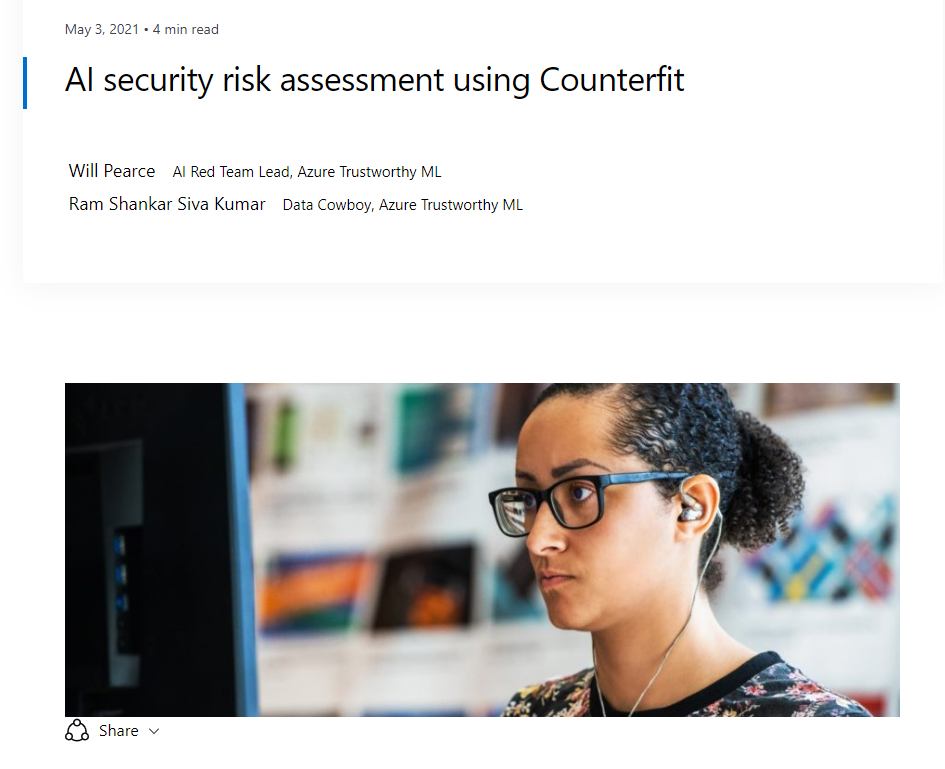 May 3, 2021 • 4 min read
AI security risk assessment using Counterfit
Will Pearce AI Red Team Lead, Azure Trustworthy ML
Ram Shankar Siva Kumar Data Cowboy, Azure Trustworthy ML
Share